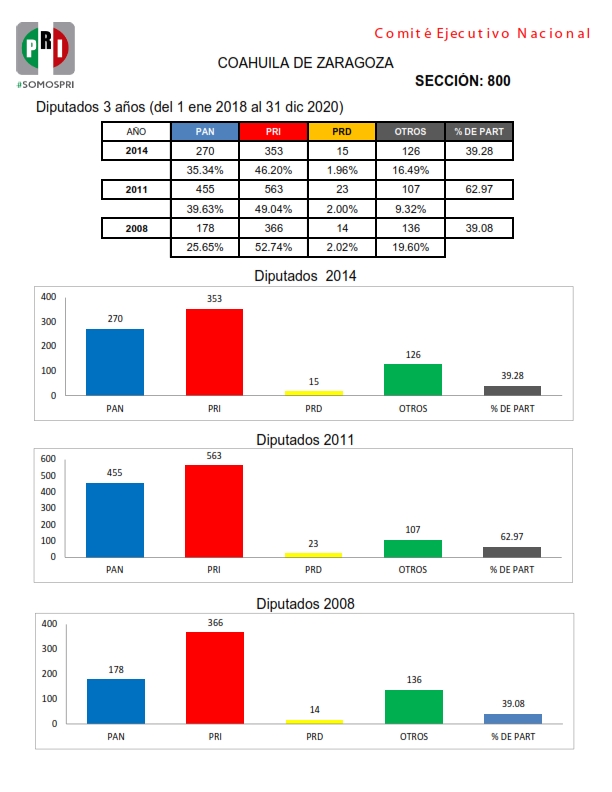 PRI
#SOMOSPRI
Comité Ejecutivo Nacional
COAHUILA DE ZARAGOZA
SECCIÓN: 800
Diputados 3 años (del 1 ene 2018 al 31 dic 2020)
AÑO PAN PRI PRD OTROS % DE PART
2014 270 353 15 126 39.28
35.34% 46.20% 1.96% 16.49%
2011 455 563 23 107 62.97
39.63% 49.04% 2.00% 9.32%
2008 178 366 14 136 39.08
25.65% 52.74% 2.02% 19.60%
Diputados 2014
400
300
200
100
0
270 353 15 126 39.28
PAN PRI PRD OTROS % DE PART
Diputados 2011
600
500
400
300
200
100
0
455 563 23 107 62.97
PAN PRI PRD OTROS % DE PART
Diputados 2008
400
300
200
100
0
178 366 14 136 39.08
PAN PRI PRD OTROS % DE PART